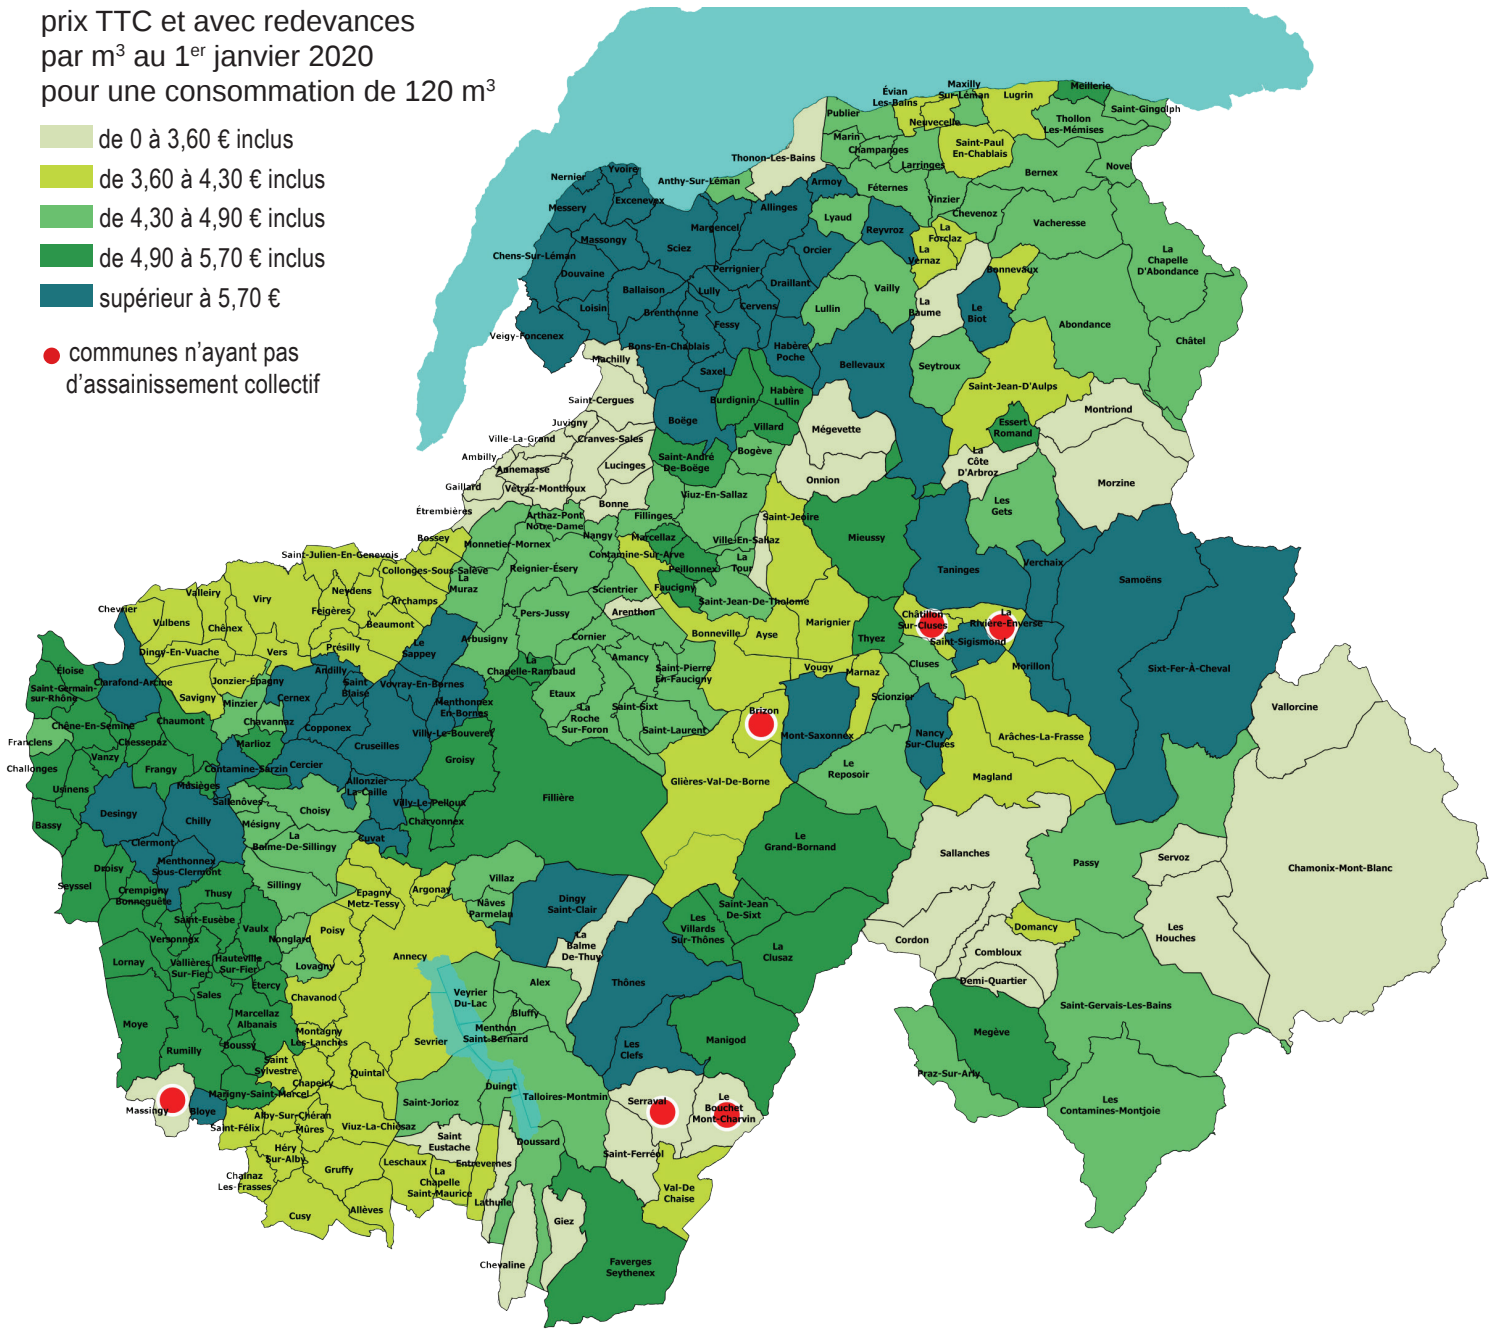 prix TTC et avec redevances
par m³ au 1er janvier 2020
pour une consommation de 120 m³
de 0 à 3,60 € inclus
de 3,60 à 4,30 € inclus
de 4,30 à 4,90 € inclus
de 4,90 à 5,70 € inclus
supérieur à 5,70 €
communes n'ayant pas
d'assainissement collectif
Meillerie
Maxilly
Sur-Léman
Évian
Les-Bains
Lugrin
Saint-Gingolph
Publier
Neuvecelle
Thollon
Les-Mémises
Marin
Champanges
Saint-Paul
En-Chablais
Thonon-Les-Bains
Larringes
Novel
Bernex
Yvoire
Nernier
Anthy-Sur-Léman
Armoy
Féternes
Excenevex
Messery
Allinges
Vinzier
Chevenoz
Lyaud
Vacheresse
Margencel
Reyvroz
La
Forclaz
Massongy
Sciez
Orcier
La
Vernaz
Chens-Sur-Léman
La
Chapelle
D'Abondance
Douvaine
Perrignier
Bonnevaux
Draillant
Ballaison
Lully
Vailly
Loisin
Cervens
Lullin
La
Baume
Le
Biot
Brenthonne
Fessy
Abondance
Veigy-Foncenex
Châtel
Bons-En-Chablais
Habère
Poche
Machilly
Bellevaux
Seytroux
Saxel
Saint-Jean-D'Aulps
Saint-Cergues
Burdignin
Habère
Lullin
Montriond
Juvigny
Boëge
Villard
Mégevette
Essert
Romand
Ville-La-Grand
Cranves-Sales
Ambilly
Bogève
La
Côte
D'Arbroz
Annemasse
Lucinges
Saint-André
De-Boëge
Gaillard
Vétraz-Monthoux
Onnion
Morzine
Viuz-En-Sallaz
Étrembières
Bonne
Les
Gets
Arthaz-Pont
Notre-Dame
Fillinges
Saint-Jeoire
Bossey
Nangy
Marcellaz
Mieussy
Monnetier-Mornex
Ville-En-Sallaz
Saint-Julien-En-Genevois
Contamine-Sur-Arve
La
Tour
Verchaix
Collonges-Sous-Salève
Reignier-Ésery
Peillonnex
Taninges
Samoëns
La
Muraz
Scientrier
Faucigny
Valleiry
Neydens
Viry
Archamps
Saint-Jean-De-Tholome
Chevrier
Feigères
Pers-Jussy
Arenthon
Châtillon
Sur-Cluses
La
Rivière-Enverse
Vulbens
Chênex
Beaumont
Marignier
Bonneville
Ayse
Cornier
Arbusigny
Thyez
Saint-Sigismond
Dingy-En-Vuache
Vers
Présilly
Le
Sappey
Amancy
La
Chapelle-Rambaud
Saint-Pierre
En-Faucigny
Vougy
Marnaz
Cluses
Morillon
Sixt-Fer-À-Cheval
Éloise
Clarafond-Arcine
Jonzier-Épagny
Andilly
Saint
Blaise
Vovray-En-Bornes
Saint-Germain-
sur-Rhône
Savigny
Minzier
Cernex
Etaux
Scionzier
Menthonnex
En-Bornes
La
Roche
Sur-Foron
Saint-Sixt
Brizon
Vallorcine
Chêne-En-Semine
Chaumont
Chavannaz
Copponex
Villy-Le-Bouveret
Saint-Laurent
Mont-Saxonnex
Nancy
Sur-Cluses
Arâches-La-Frasse
Franclens
Chessenaz
Marlioz
Cruseilles
Groisy
Vanzy
Challonges
Frangy
Contamine-Sarzin
Cercier
Le
Reposoir
Magland
Usinens
Musièges
Allonzier
La-Caille
Glières-Val-De-Borne
Sallenôves
Villy-Le-Pelloux
Fillière
Desingy
Choisy
Bassy
Chilly
Mésigny
Charvonnex
La
Balme-De-Sillingy
Cuvat
Le
Grand-Bornand
Clermont
Sallanches
Menthonnex
Sous-Clermont
Passy
Servoz
Droisy
Chamonix-Mont-Blanc
Seyssel
Sillingy
Villaz
Crempigny
Bonneguête
Thusy
Epagny
Metz-Tessy
Argonay
Dingy
Saint-Clair
Nâves
Parmelan
Saint-Jean
De-Sixt
Saint-Eusèbe
Les
Villards
Sur-Thônes
Vaulx
Poisy
Domancy
Les
Houches
Versonnex
Nonglard
La
Balme
De-Thuy
Cordon
Lornay
Vallières
Sur-Fier
Hauteville
Sur-Fier
Annecy
La
Clusaz
Combloux
Lovagny
Demi-Quartier
Étercy
Thônes
Alex
Sales
Chavanod
Veyrier
Du-Lac
Saint-Gervais-Les-Bains
Marcellaz
Albanais
Bluffy
Moye
Montagny
Les-Lanches
Menthon
Saint-Bernard
Megève
Boussy
Sevrier
Les
Clefs
Manigod
Rumilly
Saint
Sylvestre
Quintal
Praz-Sur-Arly
Chapeiry
Duingt
Marigny-Saint-Marcel
Talloires-Montmin
Saint-Jorioz
Serraval
Le
Bouchet
Mont-Charvin
Les
Contamines-Montjoie
Massingy
Bloye
Alby-Sur-Chéran
Saint-Félix
Mûres
Viuz-La-Chiésaz
Saint
Eustache
Doussard
Héry
Sur-Alby
Saint-Ferréol
Leschaux
Entrevernes
Gruffy
Chainaz
Les-Frasses
La
Chapelle
Saint-Maurice
Val-De
Chaise
Lathuile
Cusy
Allèves
Giez
Chevaline
Faverges
Seythenex